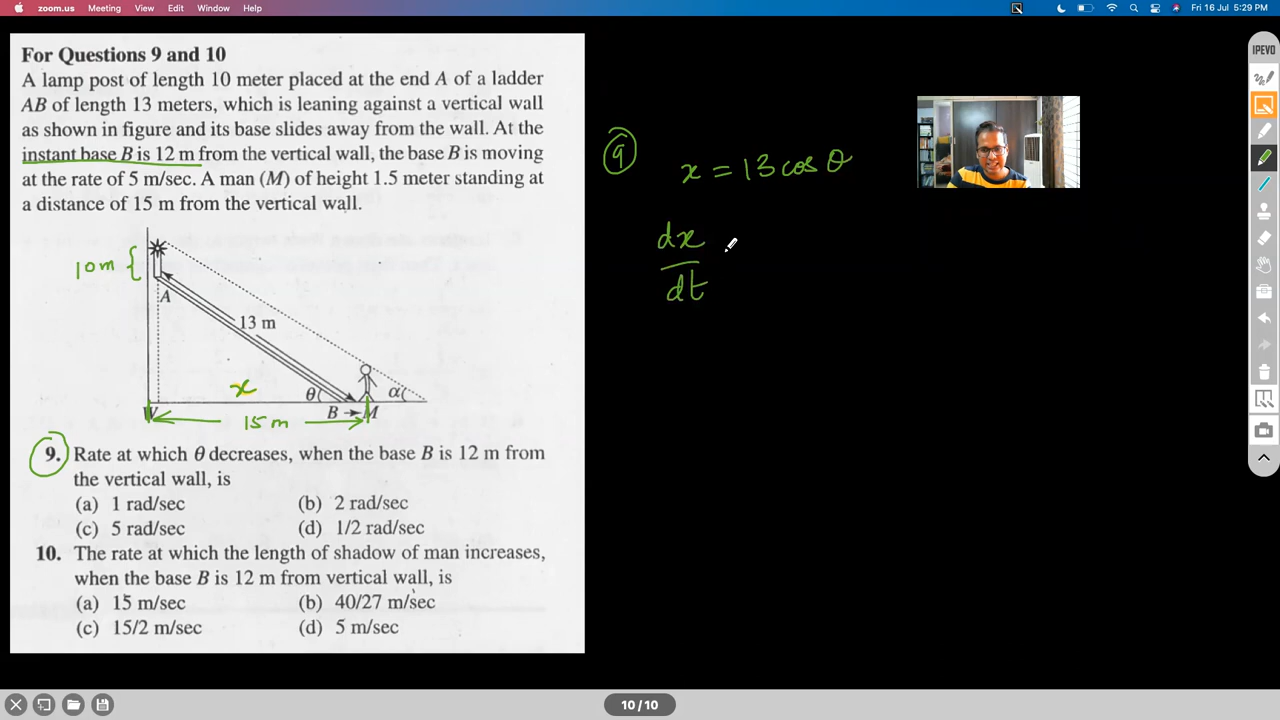 zoom.us Meeting View Edit Window Help
Fri 16 Jul 5:29 PM
IPEVO
For Questions 9 and 10
A lamp post of length 10 meter placed at the end A of a ladder
AB of length 13 meters, which is leaning against a vertical wall
as shown in figure and its base slides away from the wall. At the
instant base B is 12 m from the vertical wall, the base B is moving
at the rate of 5 m/sec. A man (M) of height 1.5 meter standing at
a distance of 15 m from the vertical wall.
10m {
A
13 m
x
θ
α
W
B
M
15 m
9. Rate at which θ decreases, when the base B is 12 m from
the vertical wall, is
(a) 1 rad/sec (b) 2 rad/sec
(c) 5 rad/sec (d) 1/2 rad/sec
10. The rate at which the length of shadow of man increases,
when the base B is 12 m from vertical wall, is
(a) 15 m/sec (b) 40/27 m/sec
(c) 15/2 m/sec (d) 5 m/sec
9
x = 13 cos θ
dx
dt
10 / 10